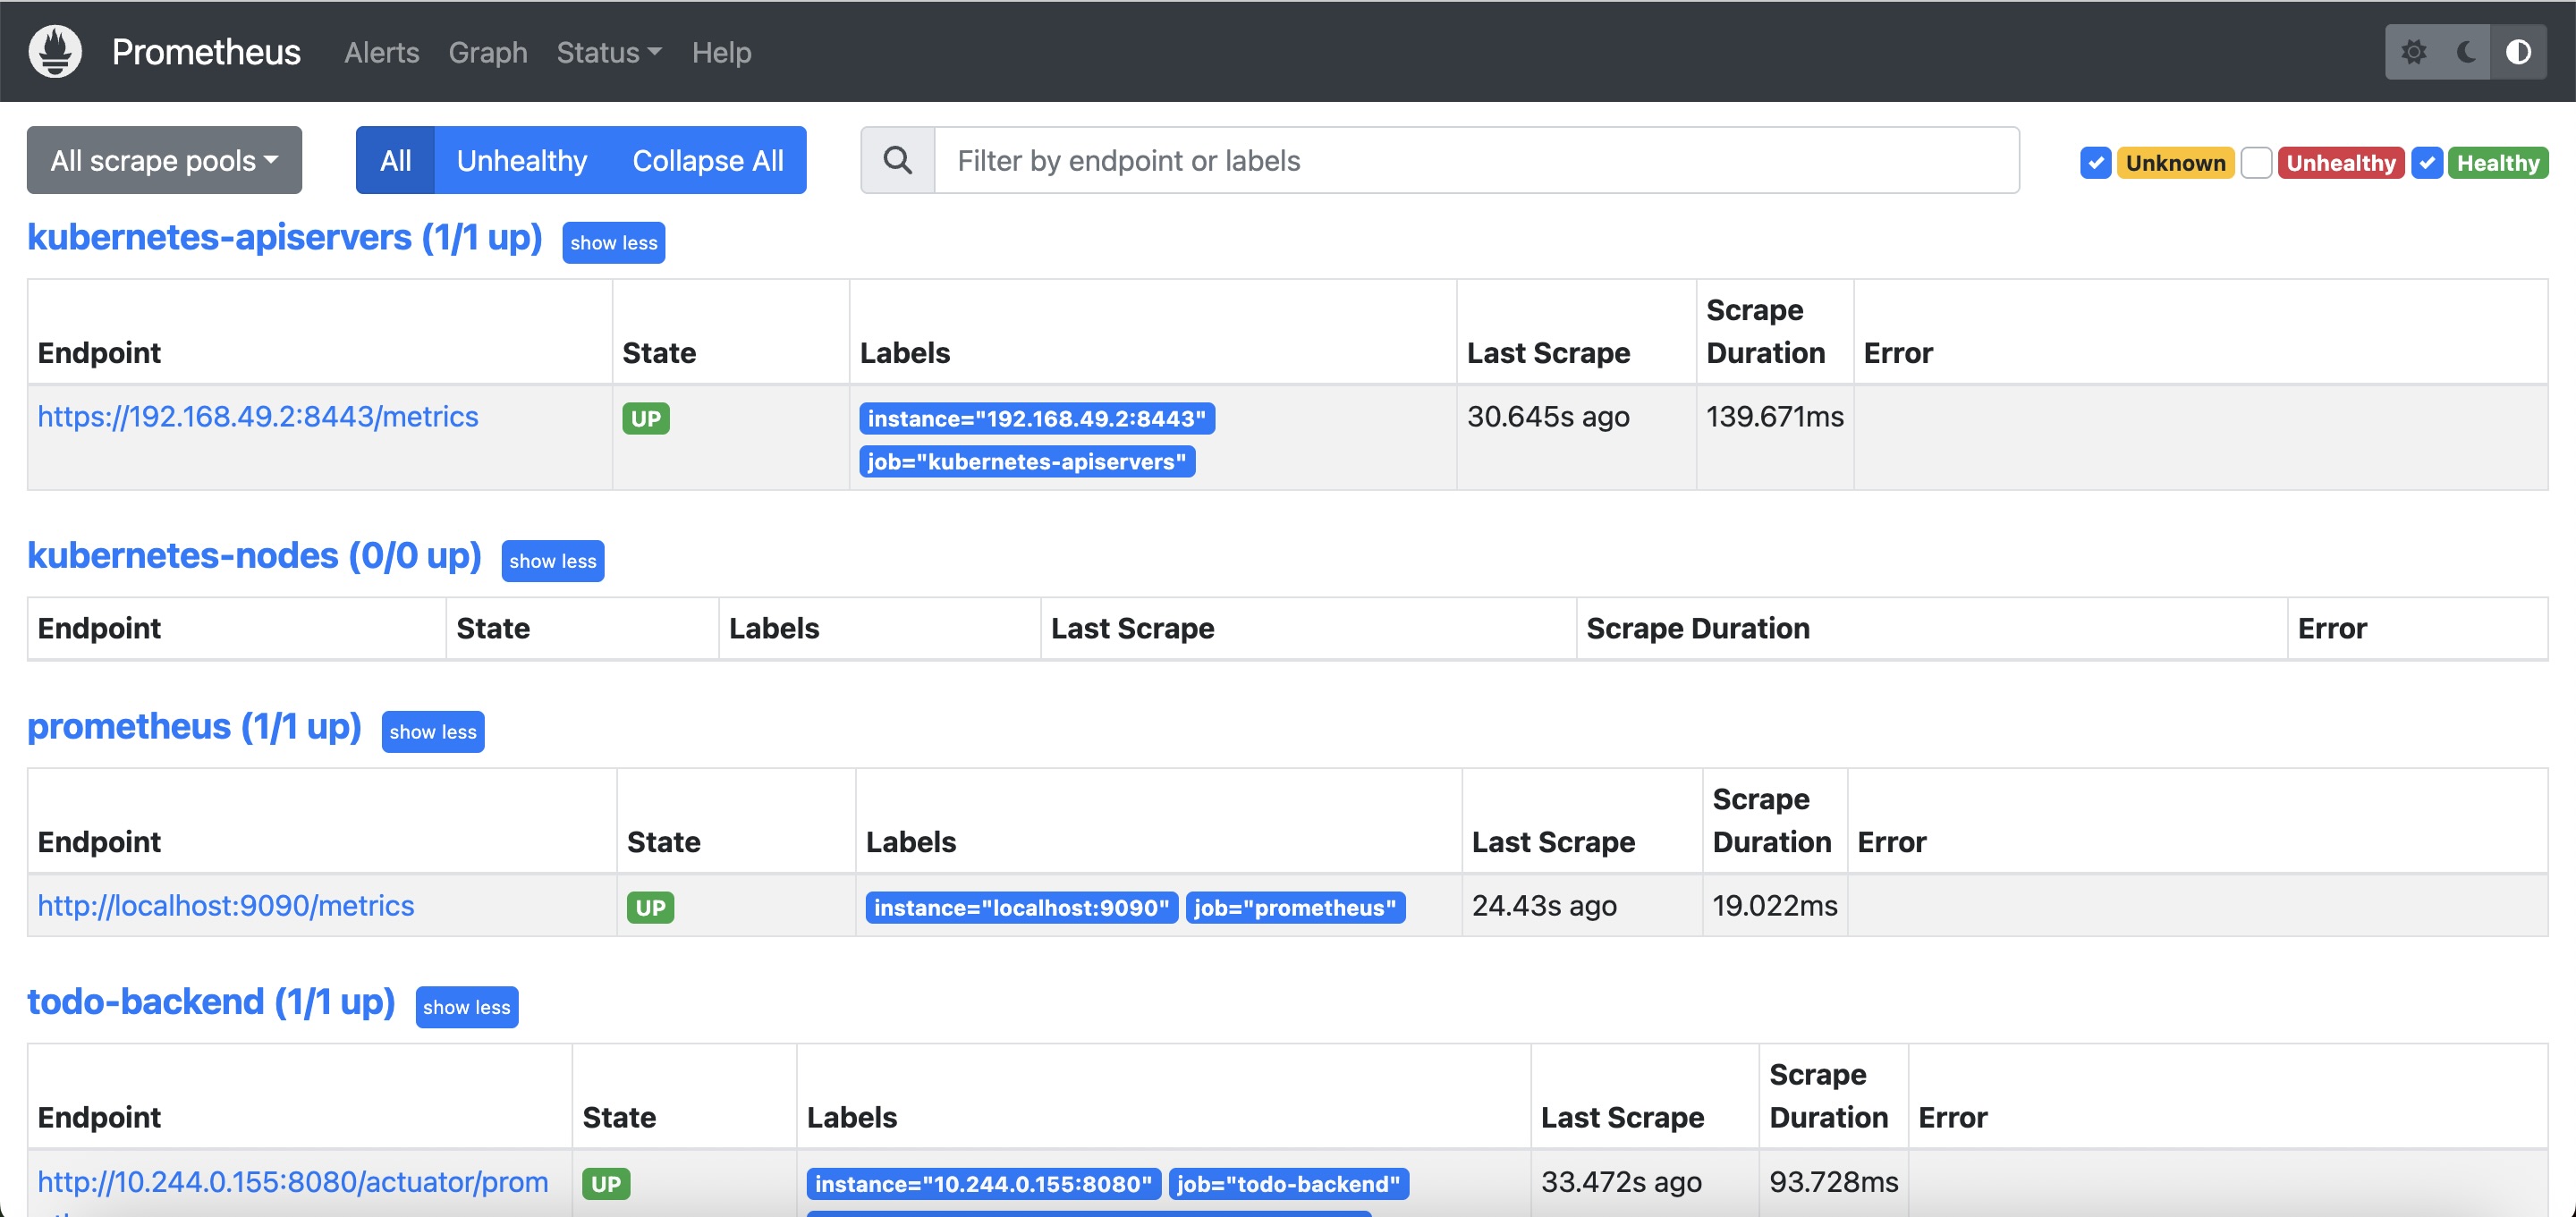 Prometheus Alerts Graph Status Help
All scrape pools All Unhealthy Collapse All Filter by endpoint or labels Unknown Unhealthy Healthy
kubernetes-apiservers (1/1 up) show less
Endpoint State Labels Last Scrape Scrape Duration Error
https://192.168.49.2:8443/metrics UP instance="192.168.49.2:8443" 30.645s ago 139.671ms
job="kubernetes-apiservers"
kubernetes-nodes (0/0 up) show less
Endpoint State Labels Last Scrape Scrape Duration Error
prometheus (1/1 up) show less
Endpoint State Labels Last Scrape Scrape Duration Error
http://localhost:9090/metrics UP instance="localhost:9090" job="prometheus" 24.43s ago 19.022ms
todo-backend (1/1 up) show less
Endpoint State Labels Last Scrape Scrape Duration Error
http://10.244.0.155:8080/actuator/prom UP instance="10.244.0.155:8080" job="todo-backend" 33.472s ago 93.728ms